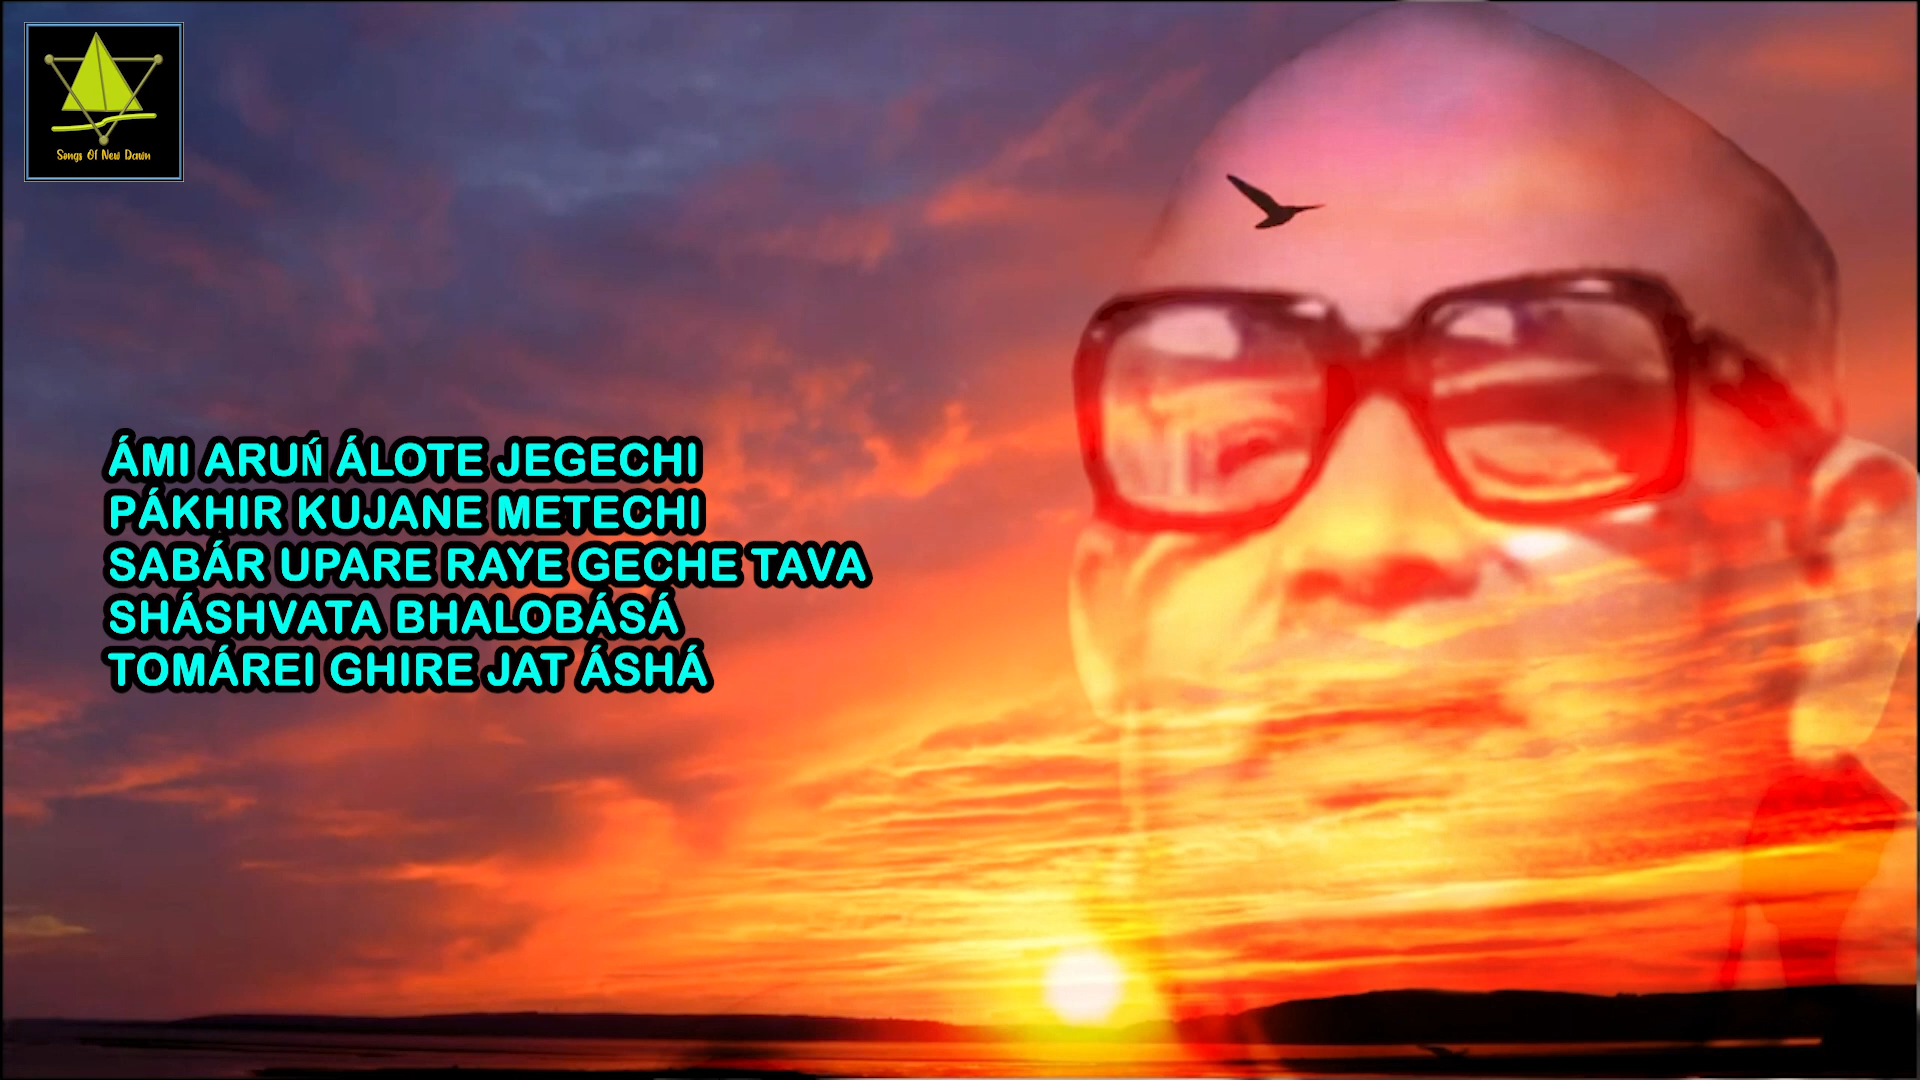 Songs Of New Dawn
ÁMI ARUŃ ÁLOTE JEGECHI
PÁKHIR KUJANE METECHI
SABÁR UPARE RAYE GECHE TAVA
SHÁSHVATA BHALOBÁSÁ
TOMÁREI GHIRE JAT ÁSHÁ